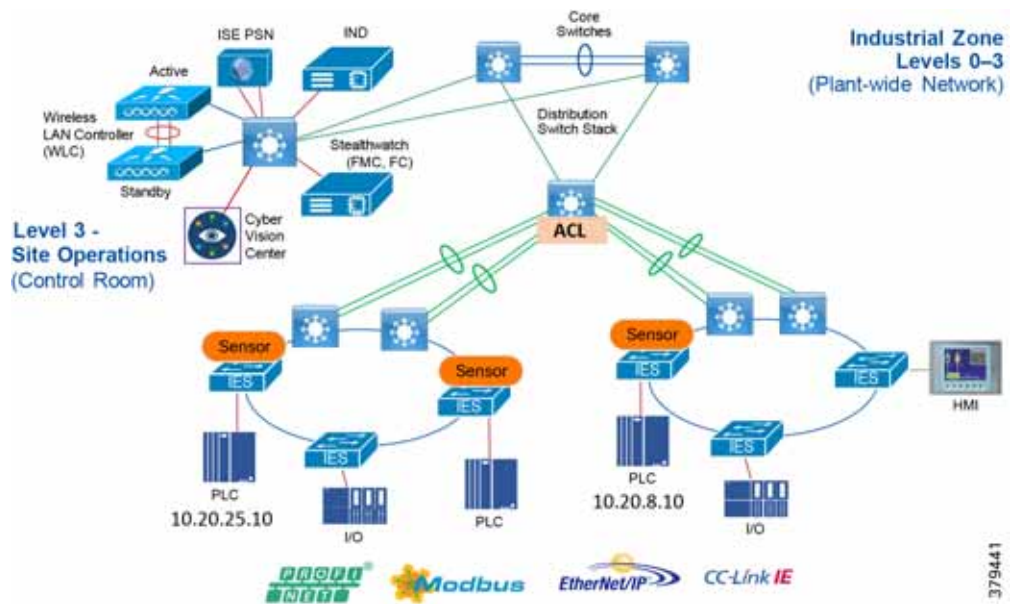 ISE PSN
IND
Core
Switches
Industrial Zone
Levels 0–3
(Plant-wide Network)
Active
Wireless
LAN Controller
(WLC)
Distribution
Switch Stack
Stealthwatch
(FMC, FC)
Standby
Cyber
Vision
Center
Level 3 -
Site Operations
(Control Room)
ACL
Sensor
Sensor
Sensor
IES
IES
IES
IES
IES
IES
HMI
PLC
10.20.25.10
I/O
PLC
PLC
10.20.8.10
I/O
PROFI
NET
Modbus
EtherNet/IP
CC-Link IE
379441